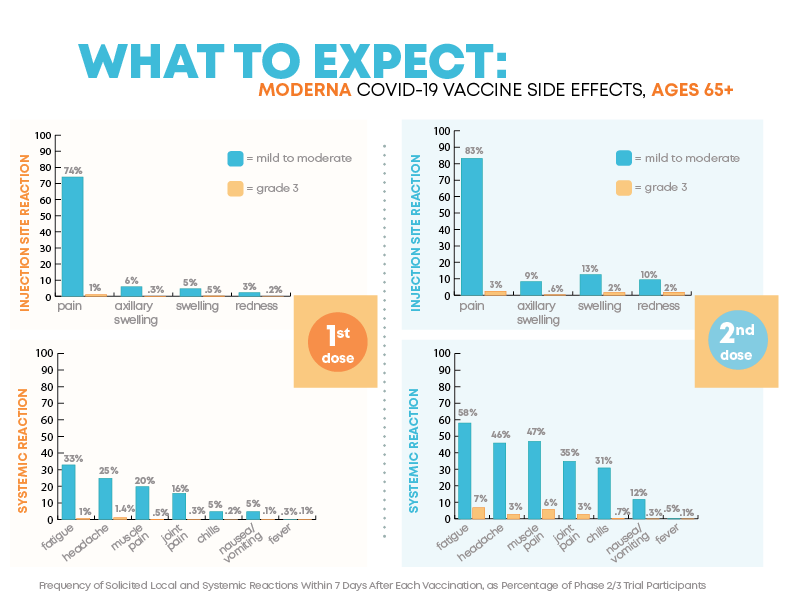 WHAT TO EXPECT:
MODERNA COVID-19 VACCINE SIDE EFFECTS, AGES 65+
INJECTION SITE REACTION
100
90
80
70
60
50
40
30
20
10
0
= mild to moderate
= grade 3
74%
1%
6%
.3%
5%
.5%
3%
.2%
pain
axillary
swelling
swelling
redness
1st
dose
SYSTEMIC REACTION
100
90
80
70
60
50
40
30
20
10
0
33%
1%
25%
1.4%
20%
.5%
16%
.3%
5%
.2%
5%
.1%
.3%
.1%
fatigue
headache
muscle
pain
joint
pain
chills
nausea/
vomiting
fever
INJECTION SITE REACTION
100
90
80
70
60
50
40
30
20
10
0
= mild to moderate
= grade 3
83%
3%
9%
.6%
13%
2%
10%
2%
pain
axillary
swelling
swelling
redness
2nd
dose
SYSTEMIC REACTION
100
90
80
70
60
50
40
30
20
10
0
58%
7%
46%
3%
47%
6%
35%
3%
31%
.7%
12%
.3%
.5%
.1%
fatigue
headache
muscle
pain
joint
pain
chills
nausea/
vomiting
fever
Frequency of Solicited Local and Systemic Reactions Within 7 Days After Each Vaccination, as Percentage of Phase 2/3 Trial Participants